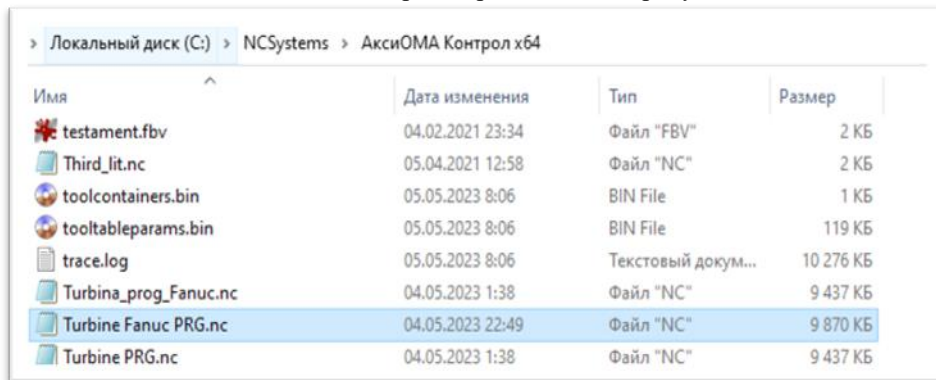 › Локальный диск (C:) › NCSystems › АксиОМА Контрол x64
Имя Дата изменения Тип Размер
testament.fbv 04.02.2021 23:34 Файл "FBV" 2 КБ
Third_lit.nc 05.04.2021 12:58 Файл "NC" 2 КБ
toolcontainers.bin 05.05.2023 8:06 BIN File 1 КБ
tooltableparams.bin 05.05.2023 8:06 BIN File 119 КБ
trace.log 05.05.2023 8:06 Текстовый докум... 10 276 КБ
Turbina_prog_Fanuc.nc 04.05.2023 1:38 Файл "NC" 9 437 КБ
Turbine Fanuc PRG.nc 04.05.2023 22:49 Файл "NC" 9 870 КБ
Turbine PRG.nc 04.05.2023 1:38 Файл "NC" 9 437 КБ